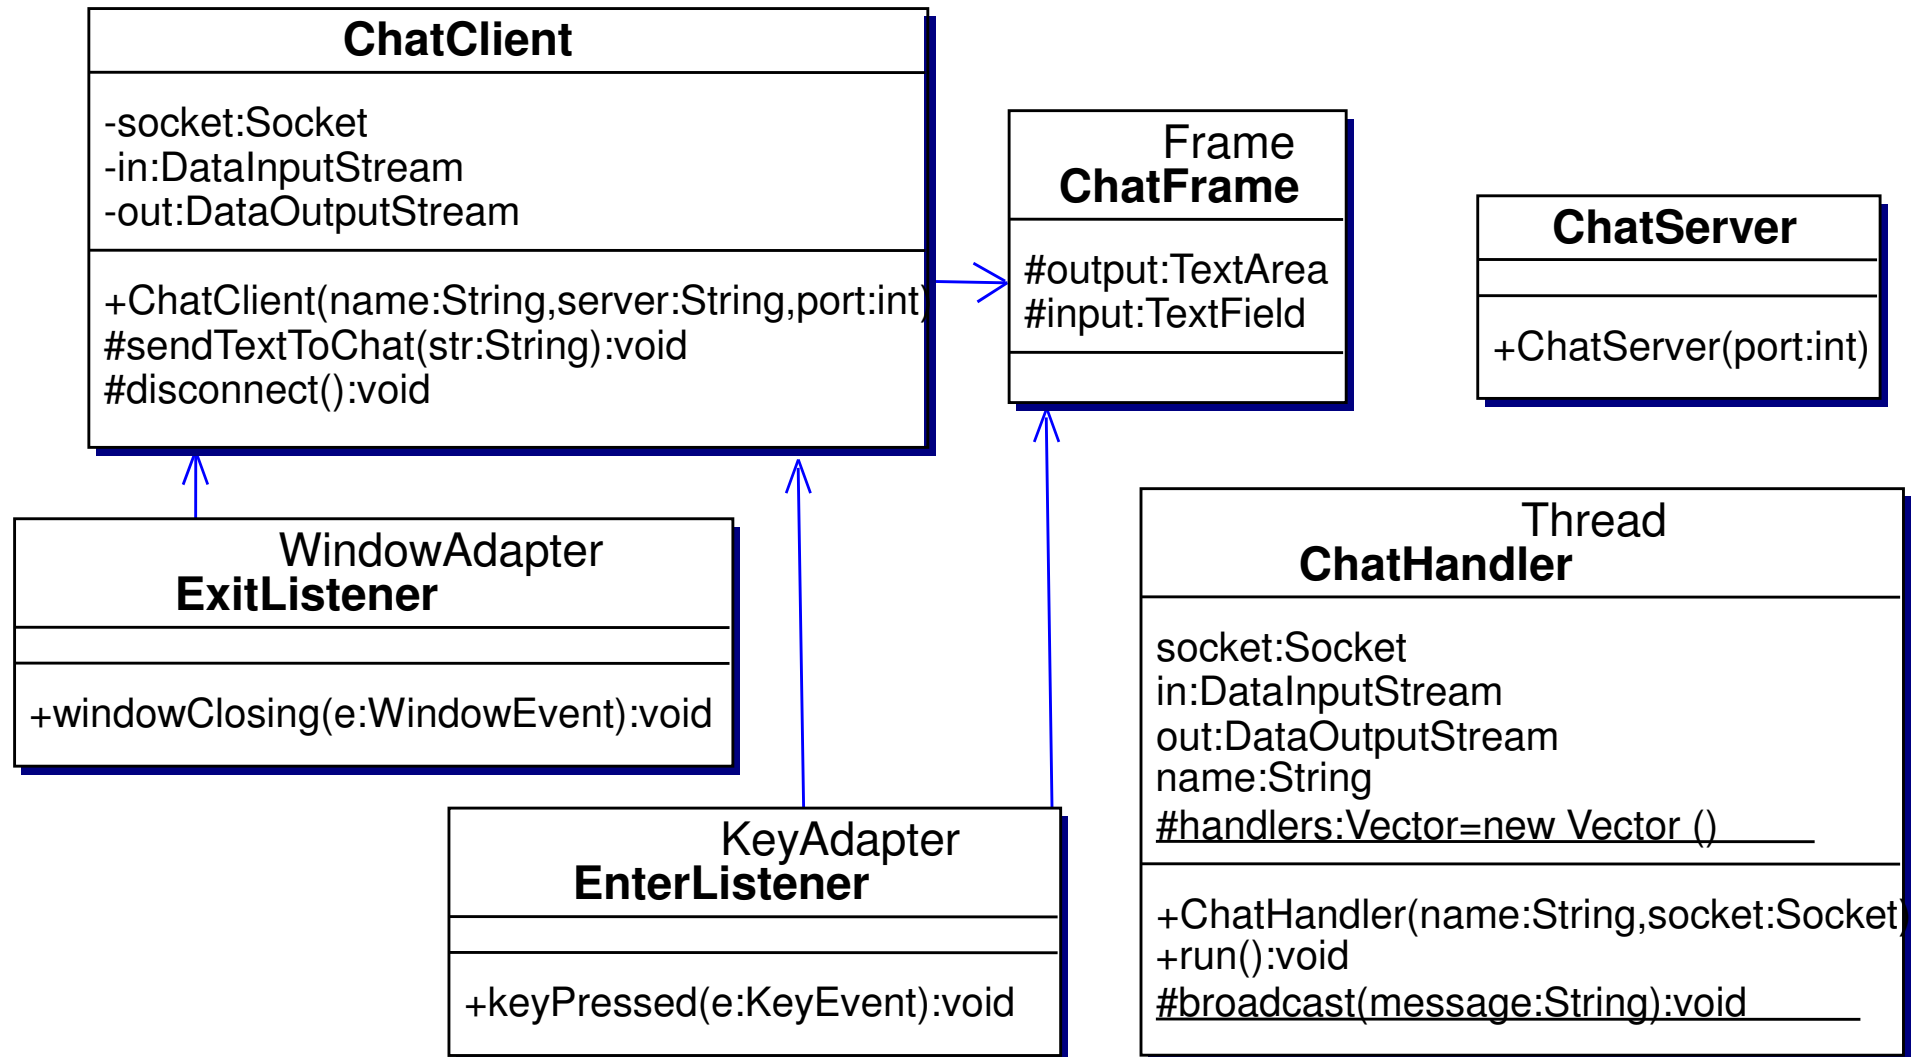 ChatClient
-socket:Socket
-in:DataInputStream
-out:DataOutputStream
+ChatClient(name:String,server:String,port:int)
#sendTextToChat(str:String):void
#disconnect():void
Frame
ChatFrame
#output:TextArea
#input:TextField
ChatServer
+ChatServer(port:int)
WindowAdapter
ExitListener
+windowClosing(e:WindowEvent):void
KeyAdapter
EnterListener
+keyPressed(e:KeyEvent):void
Thread
ChatHandler
socket:Socket
in:DataInputStream
out:DataOutputStream
name:String
#handlers:Vector=new Vector ()
+ChatHandler(name:String,socket:Socket)
+run():void
#broadcast(message:String):void